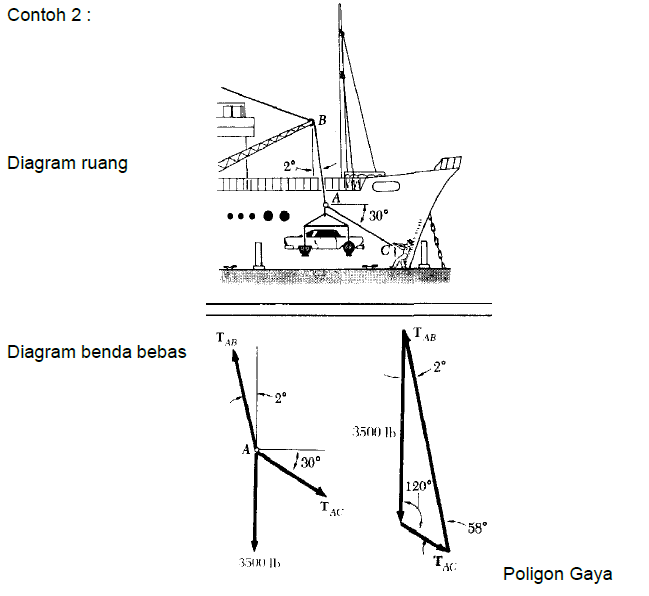 Contoh 2 :
B
Diagram ruang
2°
A
30°
C
Diagram benda bebas
T_AB
2°
A
30°
T_AC
3500 lb
T_AB
2°
3500 lb
120°
58°
T_AC
Poligon Gaya